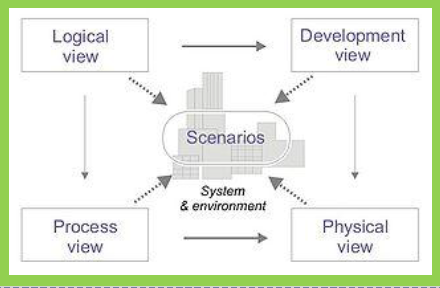 Logical
view
Development
view
Scenarios
System
& environment
Process
view
Physical
view